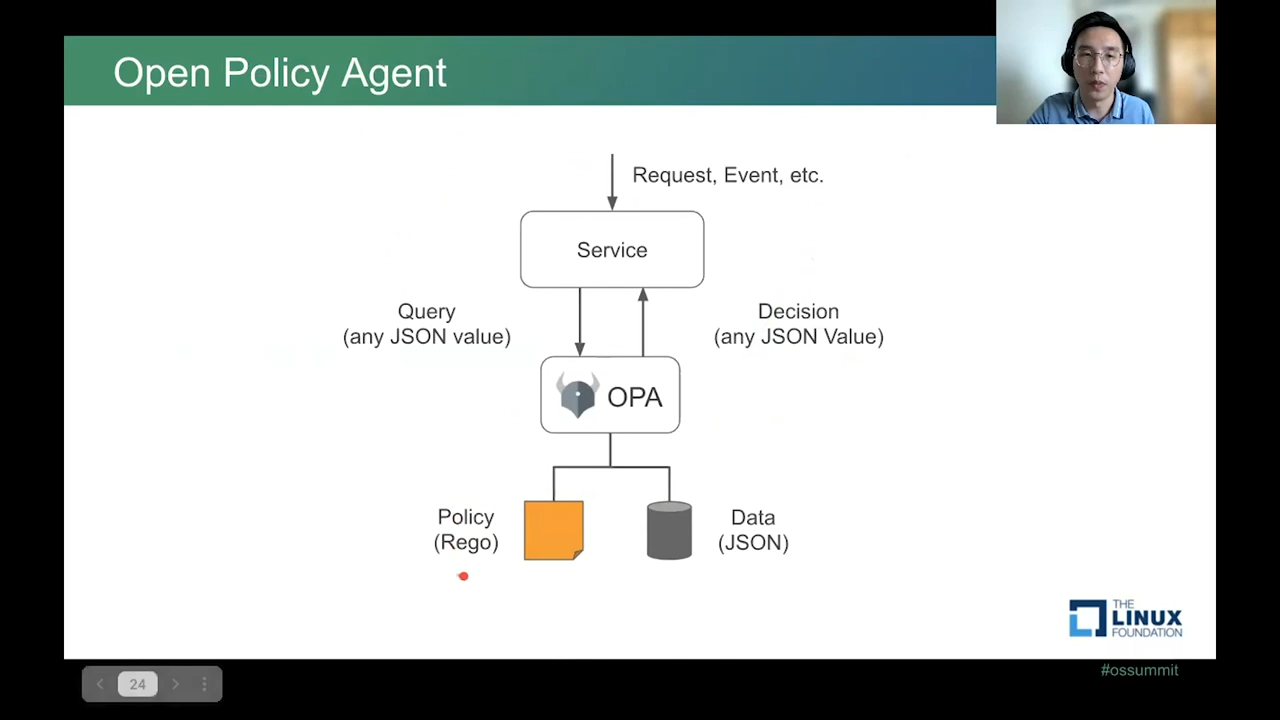 Open Policy Agent
Request, Event, etc.
Service
Query
(any JSON value)
Decision
(any JSON Value)
OPA
Policy
(Rego)
Data
(JSON)
THE
LINUX
FOUNDATION
#ossummit
24